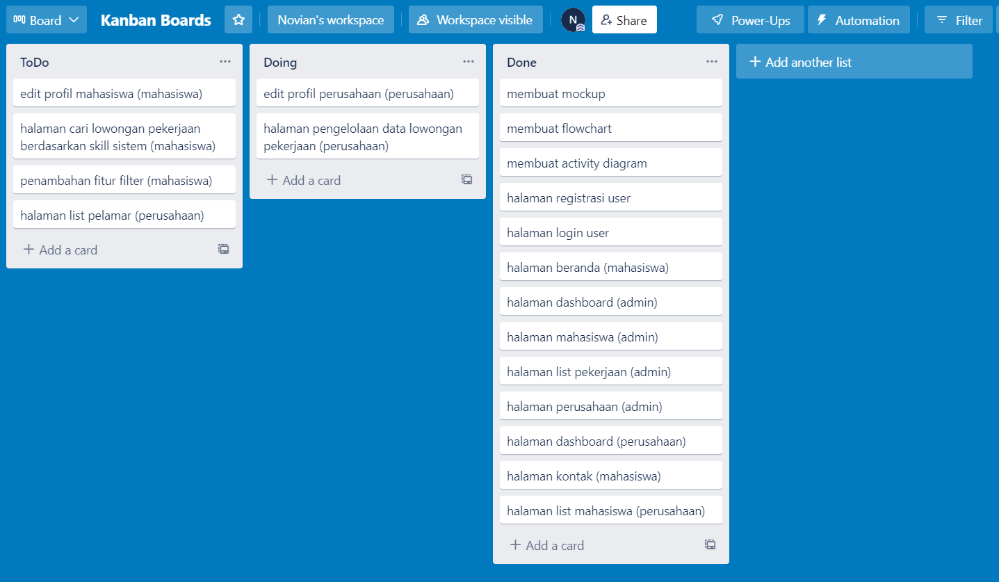 Board
Kanban Boards
Novian's workspace
Workspace visible
N
Share
Power-Ups
Automation
Filter
ToDo
edit profil mahasiswa (mahasiswa)
halaman cari lowongan pekerjaan
berdasarkan skill sistem (mahasiswa)
penambahan fitur filter (mahasiswa)
halaman list pelamar (perusahaan)
+ Add a card
Doing
edit profil perusahaan (perusahaan)
halaman pengelolaan data lowongan
pekerjaan (perusahaan)
+ Add a card
Done
membuat mockup
membuat flowchart
membuat activity diagram
halaman registrasi user
halaman login user
halaman beranda (mahasiswa)
halaman dashboard (admin)
halaman mahasiswa (admin)
halaman list pekerjaan (admin)
halaman perusahaan (admin)
halaman dashboard (perusahaan)
halaman kontak (mahasiswa)
halaman list mahasiswa (perusahaan)
+ Add a card
+ Add another list